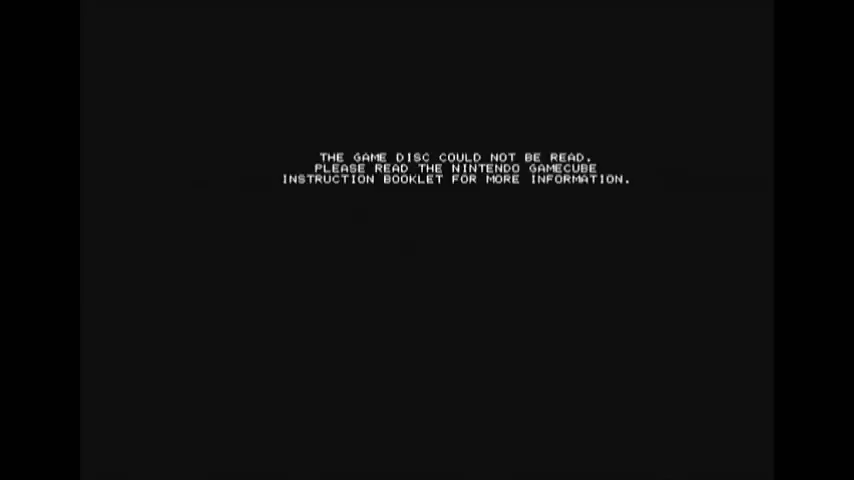 THE GAME DISC COULD NOT BE READ.
PLEASE READ THE NINTENDO GAMECUBE
INSTRUCTION BOOKLET FOR MORE INFORMATION.